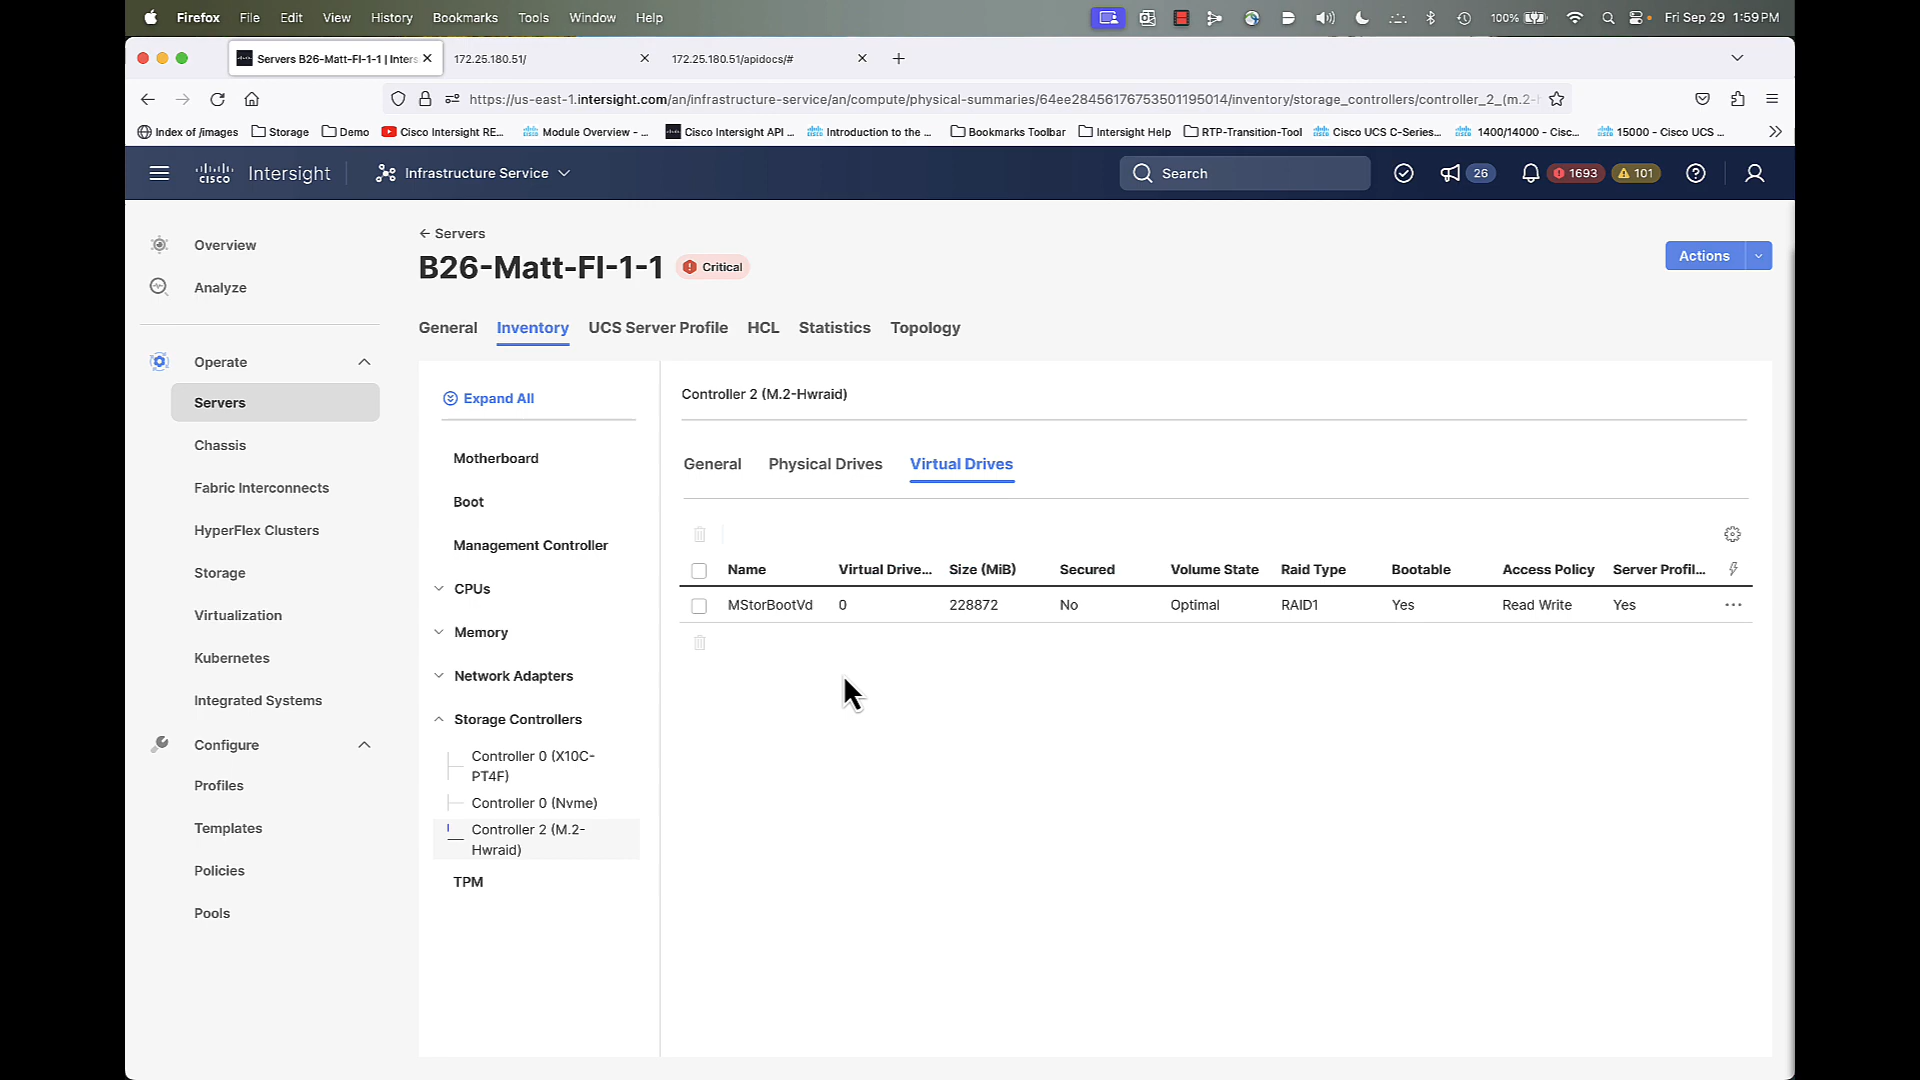 Firefox File Edit View History Bookmarks Tools Window Help 100% Fri Sep 29 1:59 PM
Servers B26-Matt-FI-1-1 | Inters 172.25.180.51/ 172.25.180.51/apidocs/#
https://us-east-1.intersight.com/an/infrastructure-service/an/compute/physical-summaries/64ee28456176753501195014/inventory/storage_controllers/controller_2_(m.2-
Index of /images Storage Demo Cisco Intersight RE... Module Overview - ... Cisco Intersight API ... Introduction to the ... Bookmarks Toolbar Intersight Help RTP-Transition-Tool Cisco UCS C-Series... 1400/14000 - Cisc... 15000 - Cisco UCS ...
CISCO Intersight Infrastructure Service Search 26 1693 101
Overview
Analyze
Operate
Servers
Chassis
Fabric Interconnects
HyperFlex Clusters
Storage
Virtualization
Kubernetes
Integrated Systems
Configure
Profiles
Templates
Policies
Pools
← Servers
B26-Matt-FI-1-1 Critical
Actions
General Inventory UCS Server Profile HCL Statistics Topology
Expand All
Motherboard
Boot
Management Controller
CPUs
Memory
Network Adapters
Storage Controllers
Controller 0 (X10C-
PT4F)
Controller 0 (Nvme)
Controller 2 (M.2-
Hwraid)
TPM
Controller 2 (M.2-Hwraid)
General Physical Drives Virtual Drives
Name Virtual Drive... Size (MiB) Secured Volume State Raid Type Bootable Access Policy Server Profil...
MStorBootVd 0 228872 No Optimal RAID1 Yes Read Write Yes ...